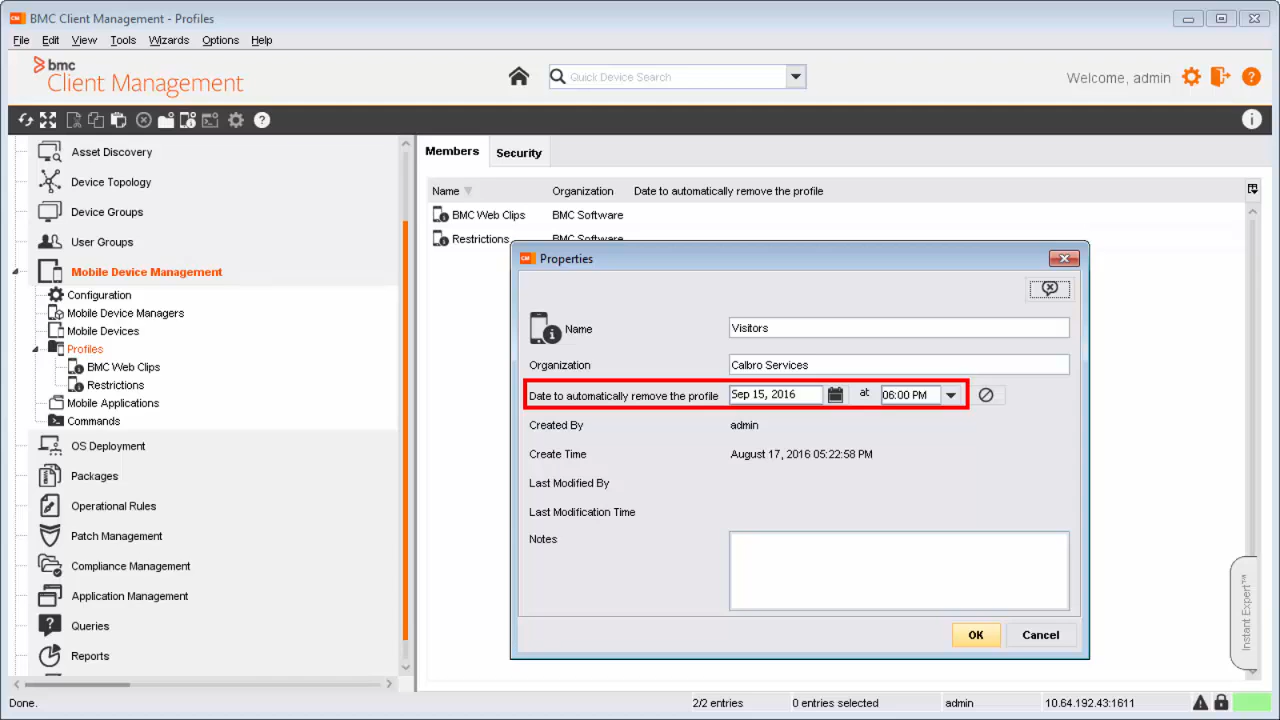 BMC Client Management - Profiles
File Edit View Tools Wizards Options Help
bmc
Client Management
Quick Device Search
Welcome, admin
Asset Discovery
Device Topology
Device Groups
User Groups
Mobile Device Management
Configuration
Mobile Device Managers
Mobile Devices
Profiles
BMC Web Clips
Restrictions
Mobile Applications
Commands
OS Deployment
Packages
Operational Rules
Patch Management
Compliance Management
Application Management
Queries
Reports
Members Security
Name Organization Date to automatically remove the profile
BMC Web Clips BMC Software
Restrictions BMC Software
Properties
Name Visitors
Organization Calbro Services
Date to automatically remove the profile Sep 15, 2016 at 06:00 PM
Created By admin
Create Time August 17, 2016 05:22:58 PM
Last Modified By
Last Modification Time
Notes
OK Cancel
Instant Expert™
Done. 2/2 entries 0 entries selected admin 10.64.192.43:1611